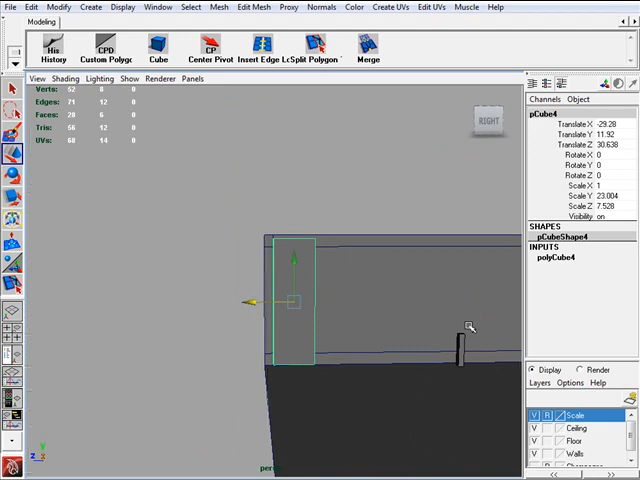 File Edit Modify Create Display Window Select Mesh Edit Mesh Proxy Normals Color Create UVs Edit UVs Muscle Help
Modeling
His CPD CP
History Custom Polygo Cube Center Pivot Insert Edge LcSplit Polygon Merge
View Shading Lighting Show Renderer Panels
Verts: 52 8 0
Edges: 71 12 0
Faces: 28 6 0
Tris: 56 12 0
UVs: 68 14 0
RIGHT
Channels Object
pCube4
Translate X -29.28
Translate Y 11.92
Translate Z 30.638
Rotate X 0
Rotate Y 0
Rotate Z 0
Scale X 1
Scale Y 23.004
Scale Z 7.528
Visibility on
SHAPES
pCubeShape4
INPUTS
polyCube4
Display Render
Layers Options Help
V R Scale
V Ceiling
V Floor
V Walls
Y
Z X
persp